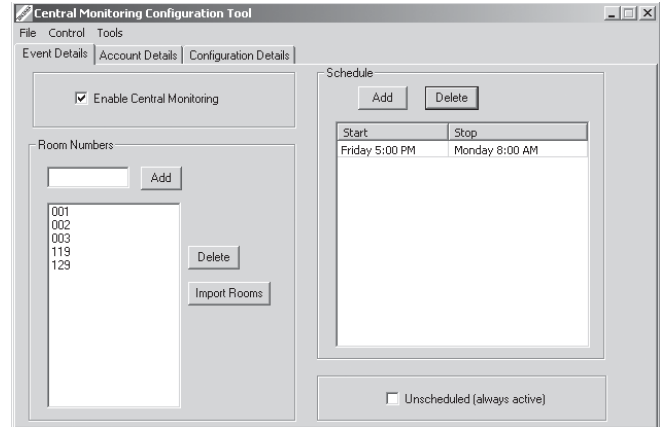 Central Monitoring Configuration Tool
File Control Tools
Event Details Account Details Configuration Details
Enable Central Monitoring
Room Numbers
Add
001
002
003
119
129
Delete
Import Rooms
Schedule
Add Delete
Start Stop
Friday 5:00 PM Monday 8:00 AM
Unscheduled (always active)